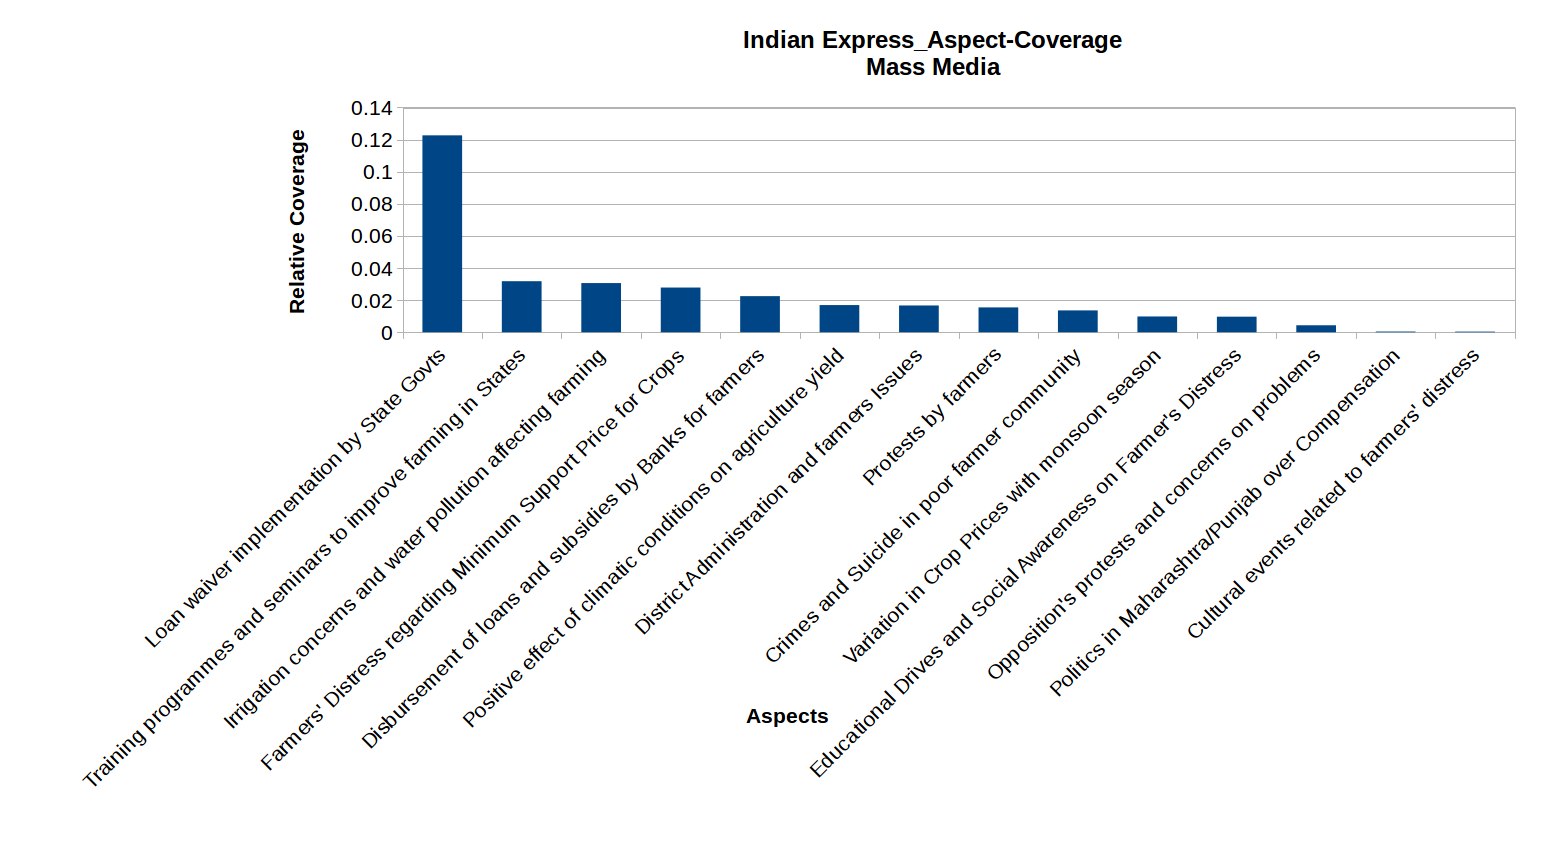 Indian Express_Aspect-Coverage
Mass Media
Relative Coverage
0.14
0.12
0.1
0.08
0.06
0.04
0.02
0
Loan waiver implementation by State Govts
Training programmes and seminars to improve farming in States
Irrigation concerns and water pollution affecting farming
Farmers' Distress regarding Minimum Support Price for Crops
Disbursement of loans and subsidies by Banks for farmers
Positive effect of climatic conditions on agriculture yield
District Administration and farmers Issues
Protests by farmers
Crimes and Suicide in poor farmer community
Variation in Crop Prices with monsoon season
Educational Drives and Social Awareness on Farmer's Distress
Opposition's protests and concerns on problems
Politics in Maharashtra/Punjab over Compensation
Cultural events related to farmers' distress
Aspects